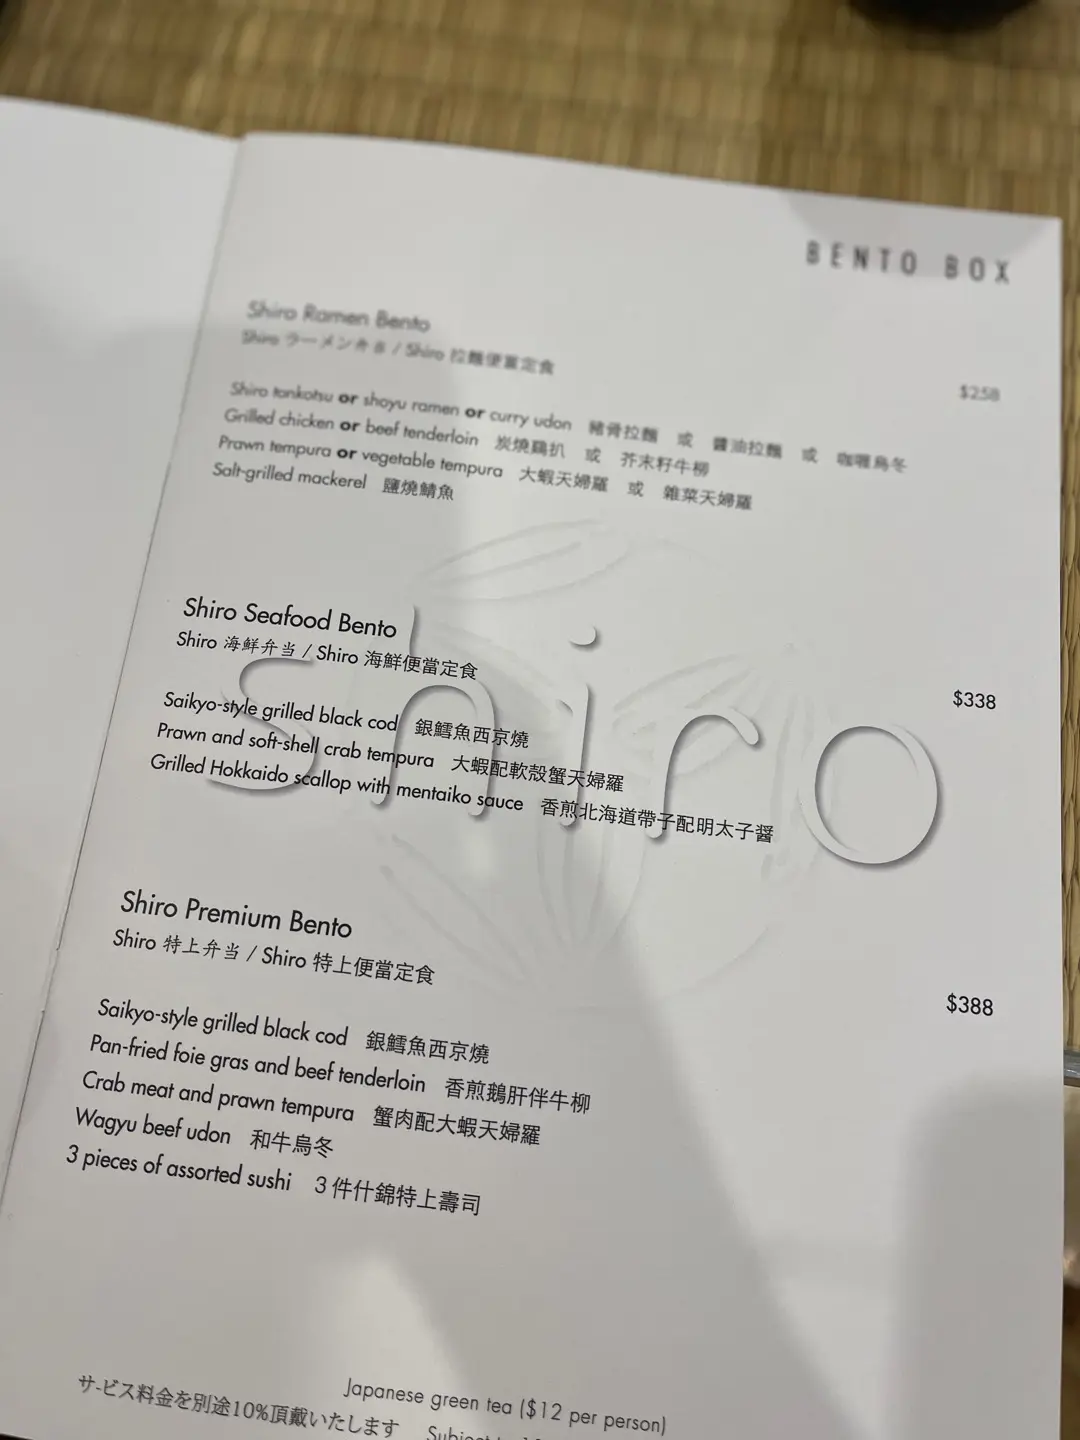 BENTO BOX
Shiro Ramen Bento
Shiro ラーメン弁当 / Shiro 拉麵便當定食
$258
Shiro tonkotsu or shoyu ramen or curry udon 豬骨拉麵 或 醬油拉麵 或 咖喱烏冬
Grilled chicken or beef tenderloin 炭燒鷄扒 或 芥末籽牛柳
Prawn tempura or vegetable tempura 大蝦天婦羅 或 雜菜天婦羅
Salt-grilled mackerel 鹽燒鯖魚
Shiro Seafood Bento
Shiro 海鮮弁当 / Shiro 海鮮便當定食
$338
Saikyo-style grilled black cod 銀鱈魚西京燒
Prawn and soft-shell crab tempura 大蝦配軟殼蟹天婦羅
Grilled Hokkaido scallop with mentaiko sauce 香煎北海道帶子配明太子醬
shiro
Shiro Premium Bento
Shiro 特上弁当 / Shiro 特上便當定食
$388
Saikyo-style grilled black cod 銀鱈魚西京燒
Pan-fried foie gras and beef tenderloin 香煎鵝肝伴牛柳
Crab meat and prawn tempura 蟹肉配大蝦天婦羅
Wagyu beef udon 和牛烏冬
3 pieces of assorted sushi 3 件什錦特上壽司
Japanese green tea ($12 per person)
サービス料金を別途10%頂戴いたします Subject to